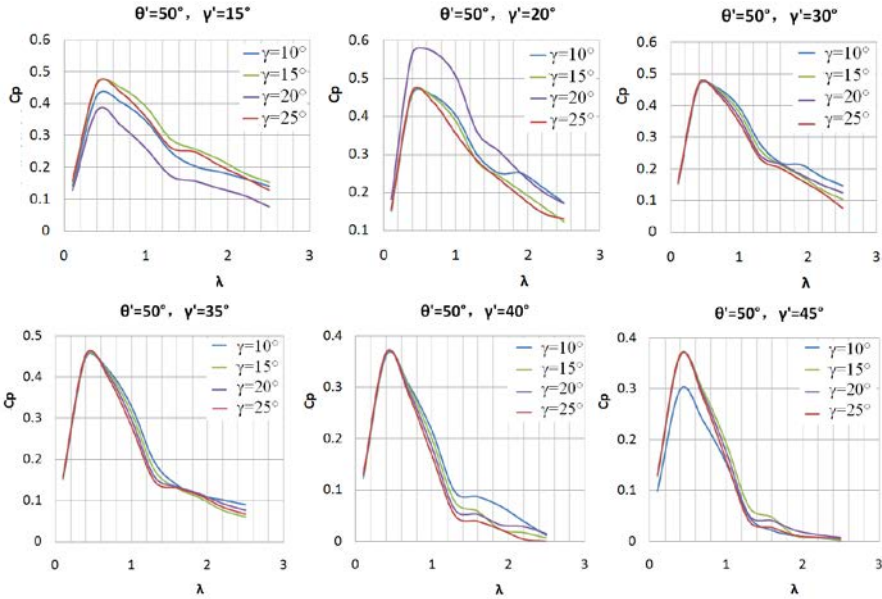 θ'=50°, γ'=15°
0.6
0.5
0.4
0.3
0.2
0.1
0
Cp
γ=10°
γ=15°
γ=20°
γ=25°
0 1 2 3
λ
θ'=50°, γ'=20°
0.6
0.5
0.4
0.3
0.2
0.1
Cp
γ=10°
γ=15°
γ=20°
γ=25°
0 1 2 3
λ
θ'=50°, γ'=30°
0.6
0.5
0.4
0.3
0.2
0.1
0
Cp
γ=10°
γ=15°
γ=20°
γ=25°
0 1 2 3
λ
θ'=50°, γ'=35°
0.5
0.4
0.3
0.2
0.1
0
Cp
γ=10°
γ=15°
γ=20°
γ=25°
0 1 2 3
λ
θ'=50°, γ'=40°
0.4
0.3
0.2
0.1
0
Cp
γ=10°
γ=15°
γ=20°
γ=25°
0 1 2 3
λ
θ'=50°, γ'=45°
0.4
0.3
0.2
0.1
0
Cp
γ=10°
γ=15°
γ=20°
γ=25°
0 1 2 3
λ